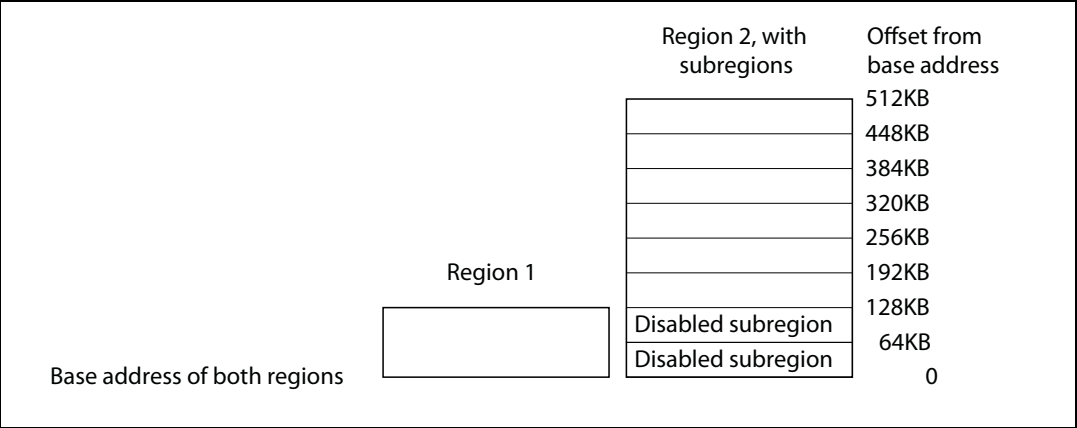 Region 2, with
subregions
Offset from
base address
512KB
448KB
384KB
320KB
256KB
Region 1
192KB
128KB
Disabled subregion
64KB
Disabled subregion
Base address of both regions
0